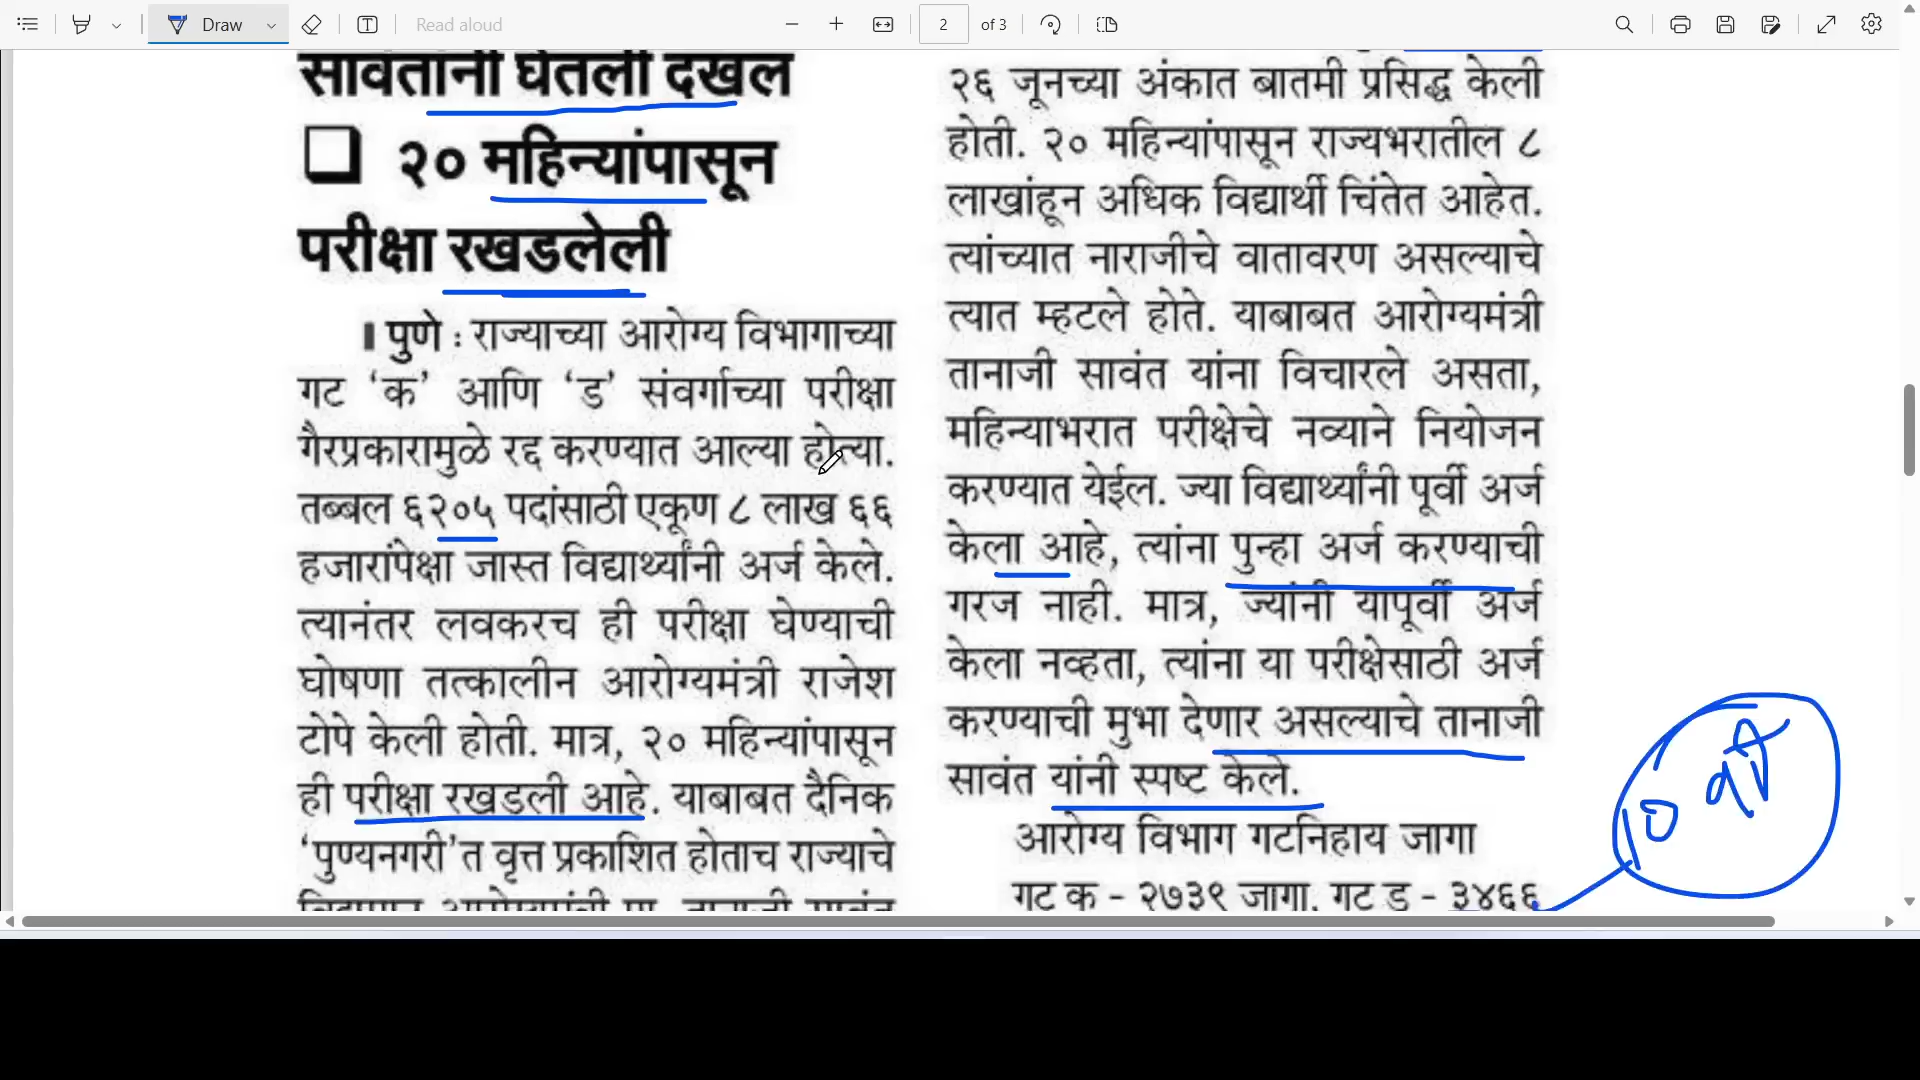 Draw
Read aloud
2
of 3
सावंतांनी घेतली दखल
२० महिन्यांपासून
परीक्षा रखडलेली
पुणे : राज्याच्या आरोग्य विभागाच्या
गट ‘क’ आणि ‘ड’ संवर्गाच्या परीक्षा
गैरप्रकारामुळे रद्द करण्यात आल्या होत्या.
तब्बल ६२०५ पदांसाठी एकूण ८ लाख ६६
हजारांपेक्षा जास्त विद्यार्थ्यांनी अर्ज केले.
त्यानंतर लवकरच ही परीक्षा घेण्याची
घोषणा तत्कालीन आरोग्यमंत्री राजेश
टोपे केली होती. मात्र, २० महिन्यांपासून
ही परीक्षा रखडली आहे. याबाबत दैनिक
‘पुण्यनगरी’त वृत्त प्रकाशित होताच राज्याचे
२६ जूनच्या अंकात बातमी प्रसिद्ध केली
होती. २० महिन्यांपासून राज्यभरातील ८
लाखांहून अधिक विद्यार्थी चिंतेत आहेत.
त्यांच्यात नाराजीचे वातावरण असल्याचे
त्यात म्हटले होते. याबाबत आरोग्यमंत्री
तानाजी सावंत यांना विचारले असता,
महिन्याभरात परीक्षेचे नव्याने नियोजन
करण्यात येईल. ज्या विद्यार्थ्यांनी पूर्वी अर्ज
केला आहे, त्यांना पुन्हा अर्ज करण्याची
गरज नाही. मात्र, ज्यांनी यापूर्वी अर्ज
केला नव्हता, त्यांना या परीक्षेसाठी अर्ज
करण्याची मुभा देणार असल्याचे तानाजी
सावंत यांनी स्पष्ट केले.
आरोग्य विभाग गटनिहाय जागा
गट क - २७३९ जागा. गट ड - ३४६६
10 वी